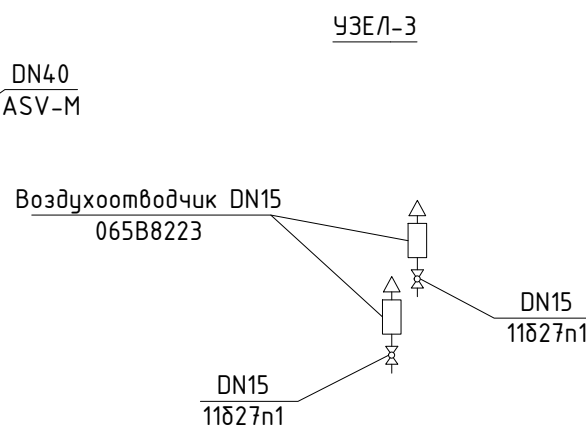 УЗЕЛ-3
DN40
ASV-M
Воздухоотводчик DN15
065B8223
DN15
11б27п1
DN15
11б27п1